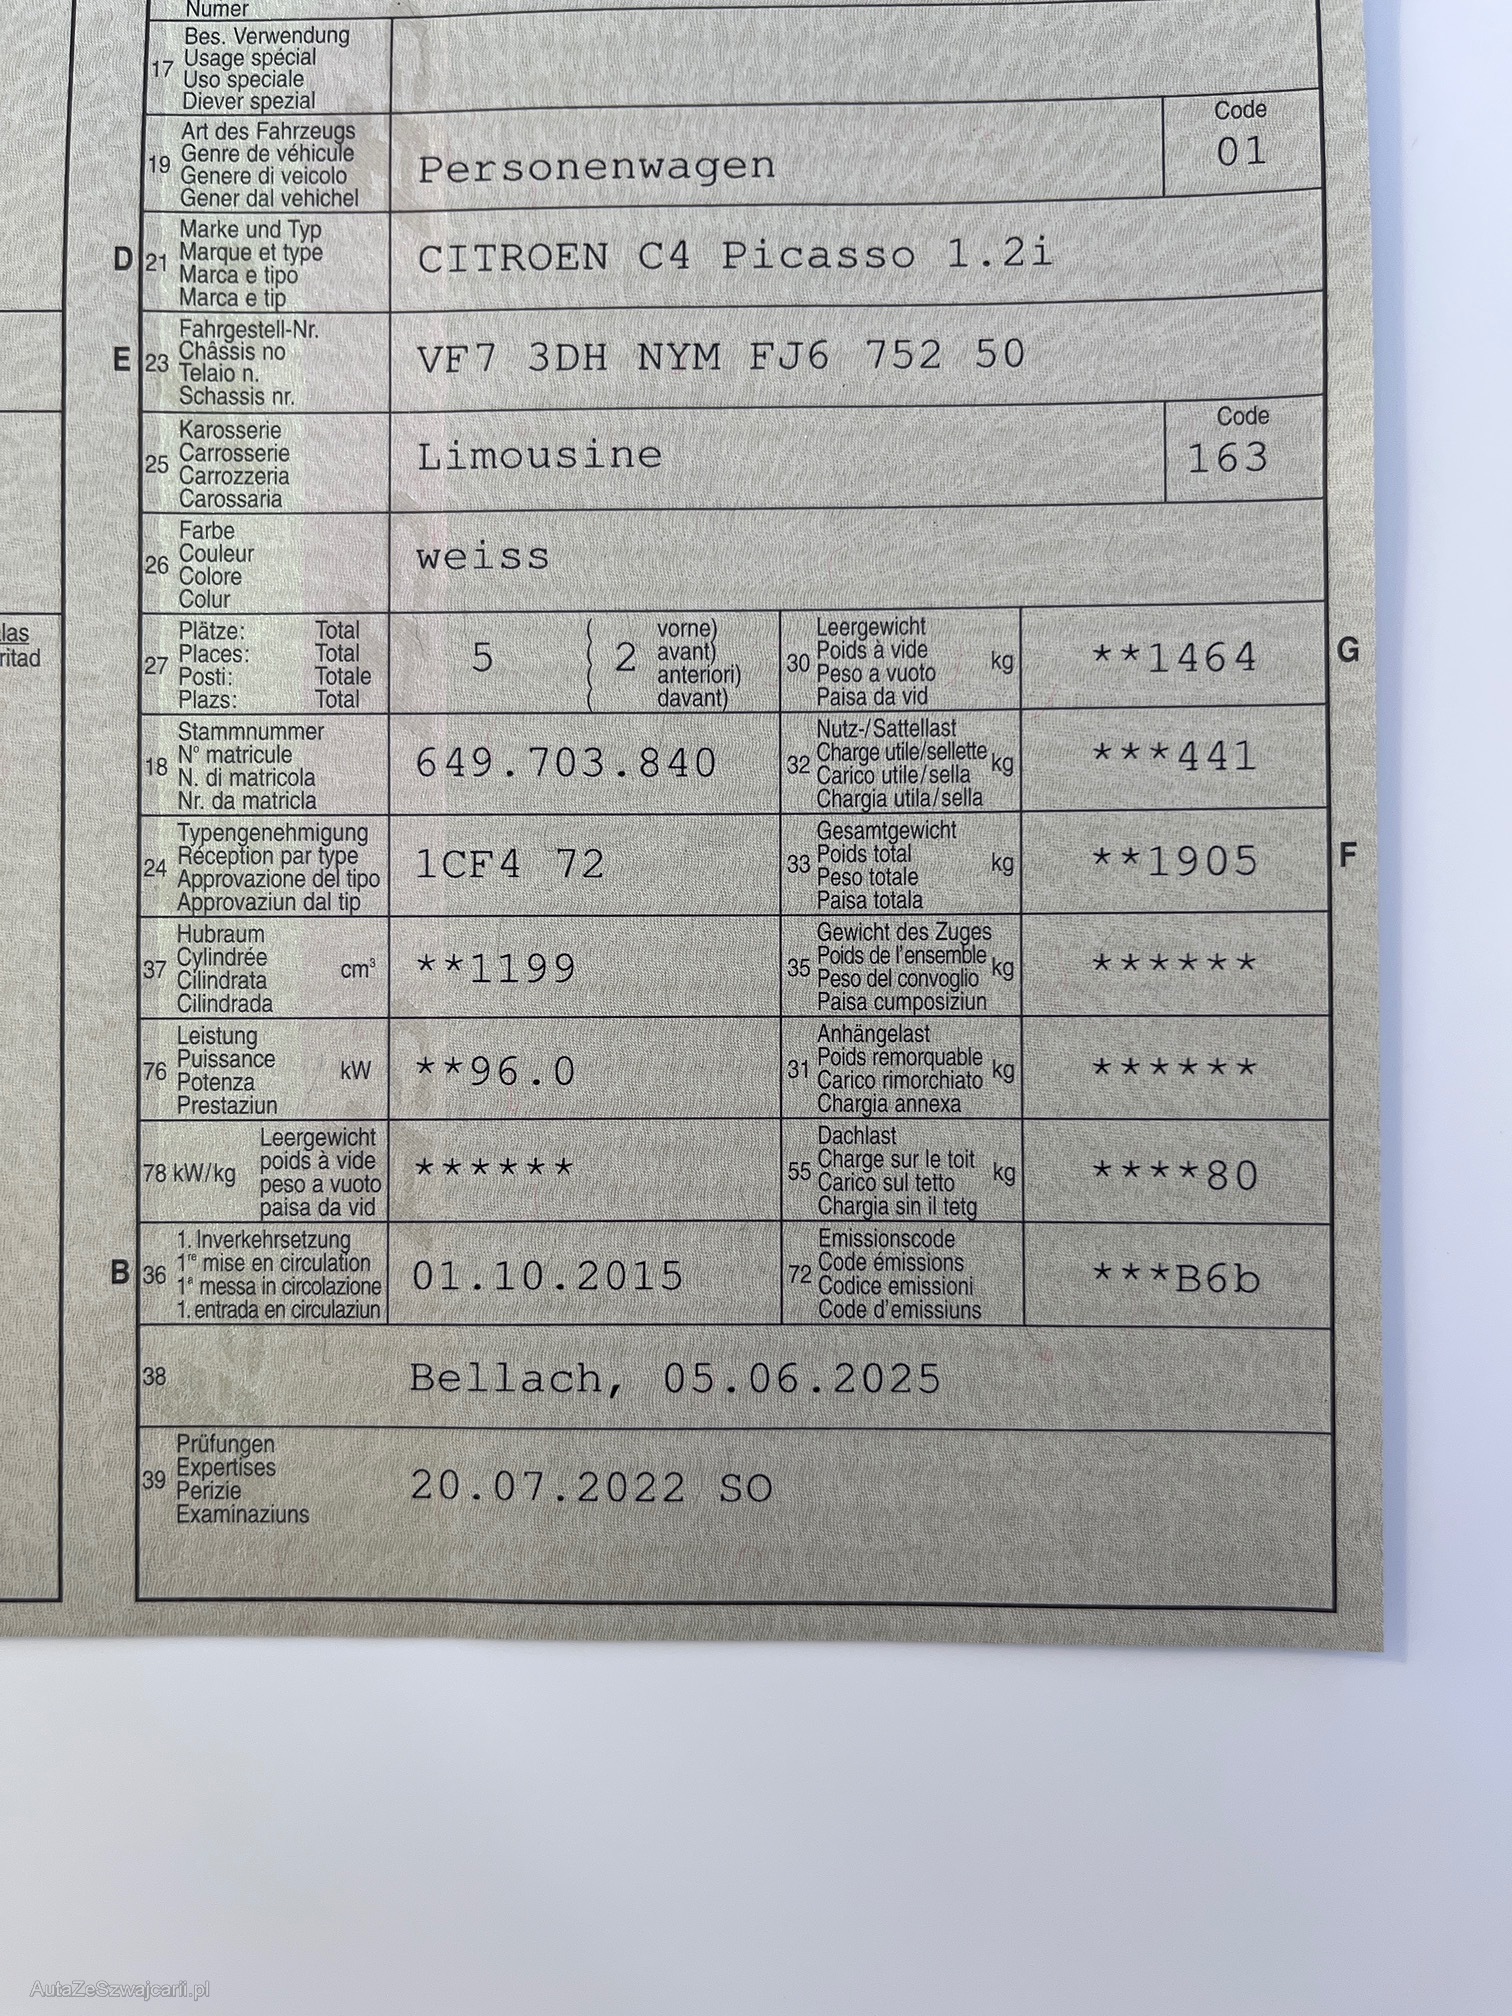 Numer
17 Bes. Verwendung
Usage spécial
Uso speciale
Diever spezial
19 Art des Fahrzeugs
Genre de véhicule
Genere di veicolo
Gener dal vehichel
Personenwagen
Code
01
D 21 Marke und Typ
Marque et type
Marca e tipo
Marca e tip
CITROEN C4 Picasso 1.2i
E 23 Fahrgestell-Nr.
Châssis no
Telaio n.
Schassis nr.
VF7 3DH NYM FJ6 752 50
25 Karosserie
Carrosserie
Carrozzeria
Carossaria
Limousine
Code
163
26 Farbe
Couleur
Colore
Colur
weiss
las
ritad
27 Plätze: Total
Places: Total
Posti: Totale
Plazs: Total
5 ( 2 vorne)
( avant)
( anteriori)
( davant)
30 Leergewicht
Poids à vide kg
Peso a vuoto
Paisa da vid
**1464 G
18 Stammnummer
N° matricule
N. di matricola
Nr. da matricla
649.703.840
32 Nutz-/Sattellast
Charge utile/sellette kg
Carico utile/sella
Chargia utila/sella
***441
24 Typengenehmigung
Réception par type
Approvazione del tipo
Approvaziun dal tip
1CF4 72
33 Gesamtgewicht
Poids total kg
Peso totale
Paisa totala
**1905 F
37 Hubraum
Cylindrée cm³
Cilindrata
Cilindrada
**1199
35 Gewicht des Zuges
Poids de l'ensemble kg
Peso del convoglio
Paisa cumposiziun
******
76 Leistung
Puissance kW
Potenza
Prestaziun
**96.0
31 Anhängelast
Poids remorquable kg
Carico rimorchiato
Chargia annexa
******
78 kW/kg Leergewicht
poids à vide
peso a vuoto
paisa da vid
******
55 Dachlast
Charge sur le toit kg
Carico sul tetto
Chargia sin il tetg
****80
B 36 1. Inverkehrsetzung
1re mise en circulation
1a messa in circolazione
1. entrada en circulaziun
01.10.2015
72 Emissionscode
Code émissions
Codice emissioni
Code d'emissiuns
***B6b
38 Bellach, 05.06.2025
39 Prüfungen
Expertises
Perizie
Examinaziuns
20.07.2022 SO
AutaZeSzwajcarii.pl